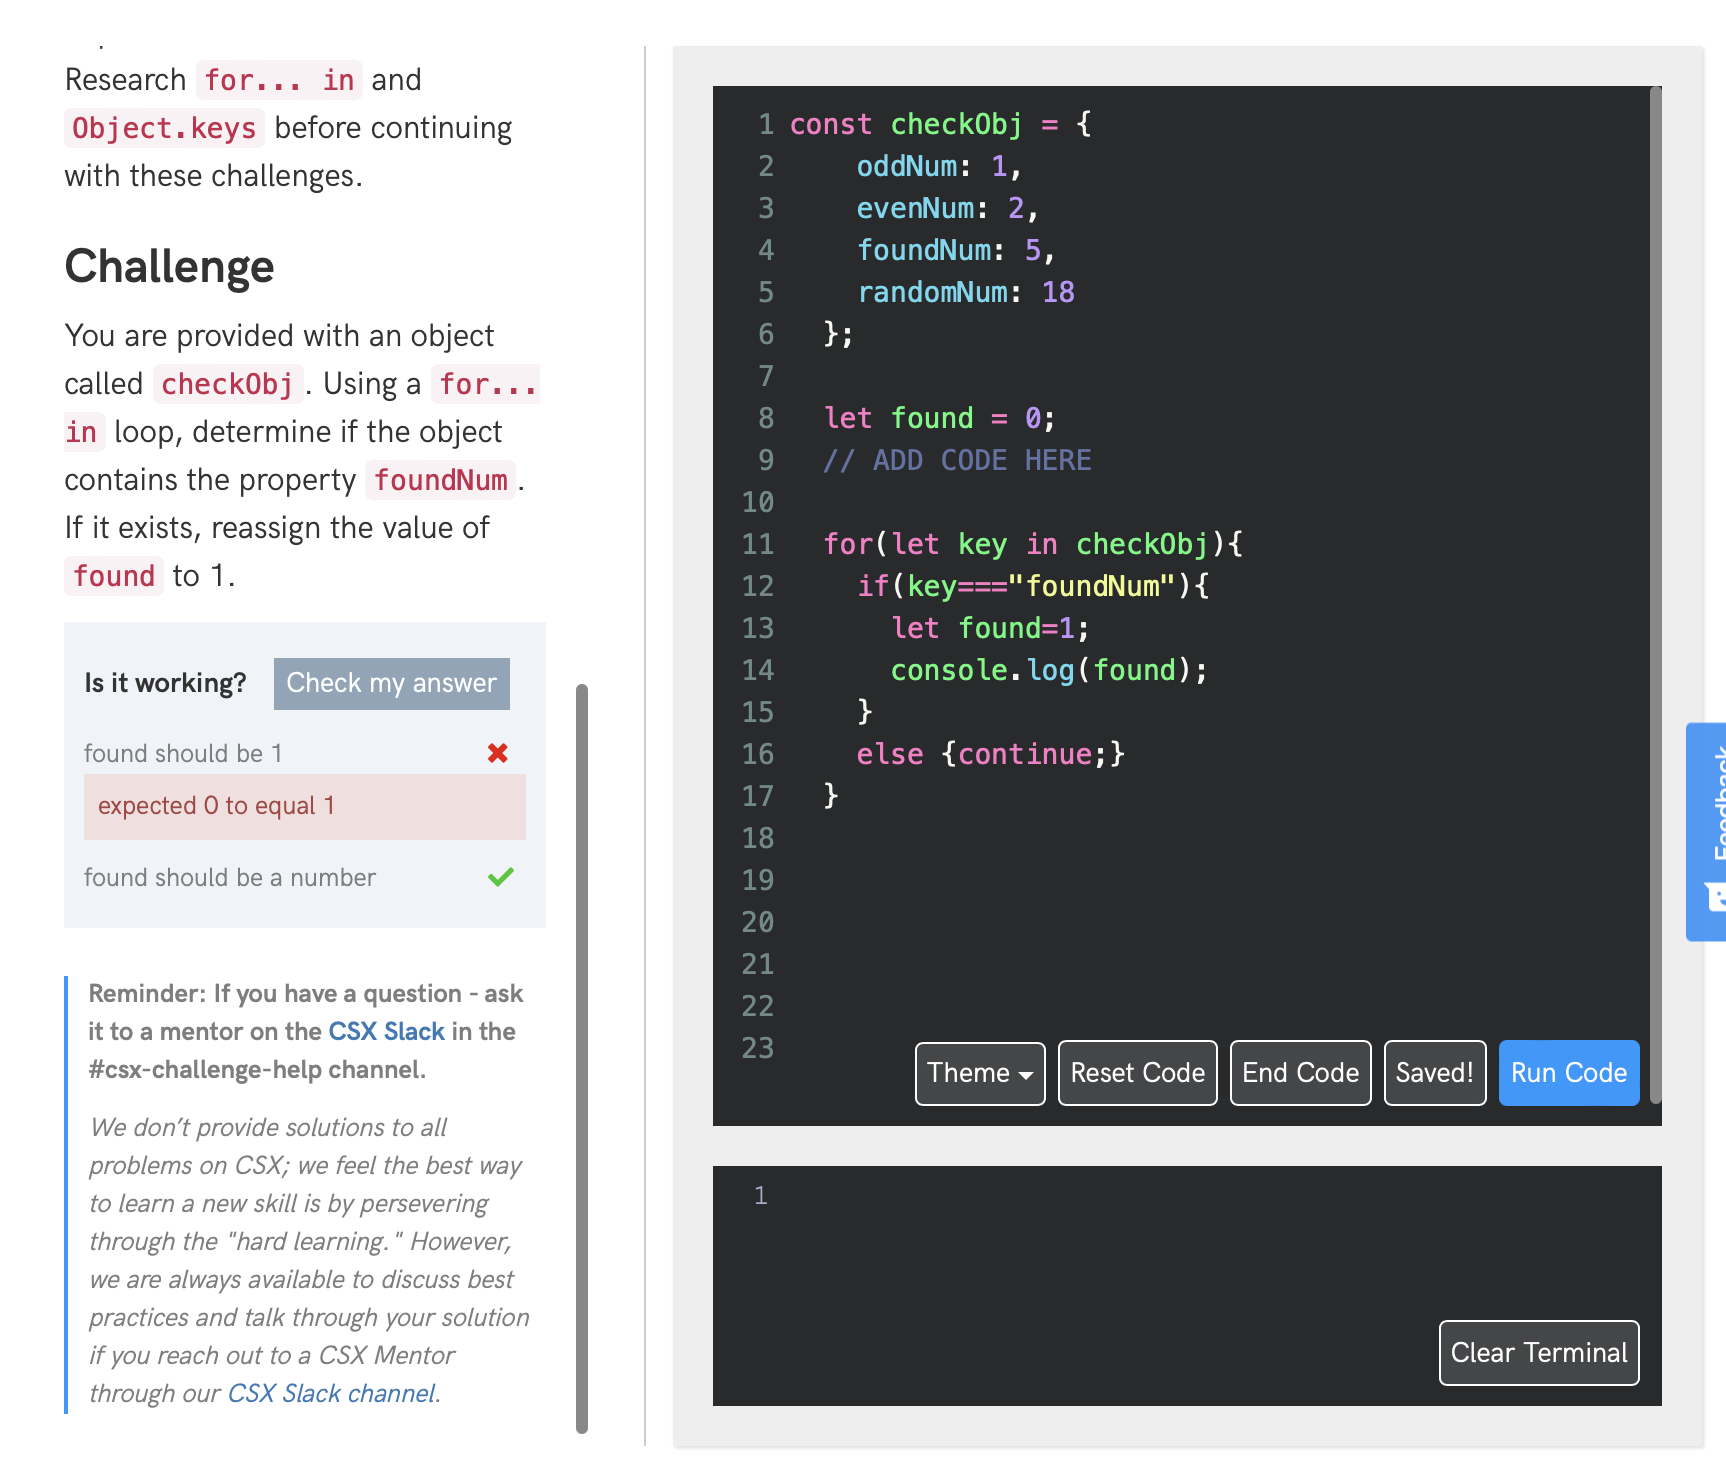 Research for... in and
Object.keys before continuing
with these challenges.
Challenge
You are provided with an object
called checkObj. Using a for...
in loop, determine if the object
contains the property foundNum.
If it exists, reassign the value of
found to 1.
Is it working? Check my answer
found should be 1
expected 0 to equal 1
found should be a number
Reminder: If you have a question - ask
it to a mentor on the CSX Slack in the
#csx-challenge-help channel.
We don’t provide solutions to all
problems on CSX; we feel the best way
to learn a new skill is by persevering
through the "hard learning." However,
we are always available to discuss best
practices and talk through your solution
if you reach out to a CSX Mentor
through our CSX Slack channel.
1 const checkObj = {
2     oddNum: 1,
3     evenNum: 2,
4     foundNum: 5,
5     randomNum: 18
6   };
7
8   let found = 0;
9   // ADD CODE HERE
10
11   for(let key in checkObj){
12     if(key==="foundNum"){
13       let found=1;
14       console.log(found);
15     }
16     else {continue;}
17   }
18
19
20
21
22
23
Theme Reset Code End Code Saved! Run Code
1
Clear Terminal
Feedback